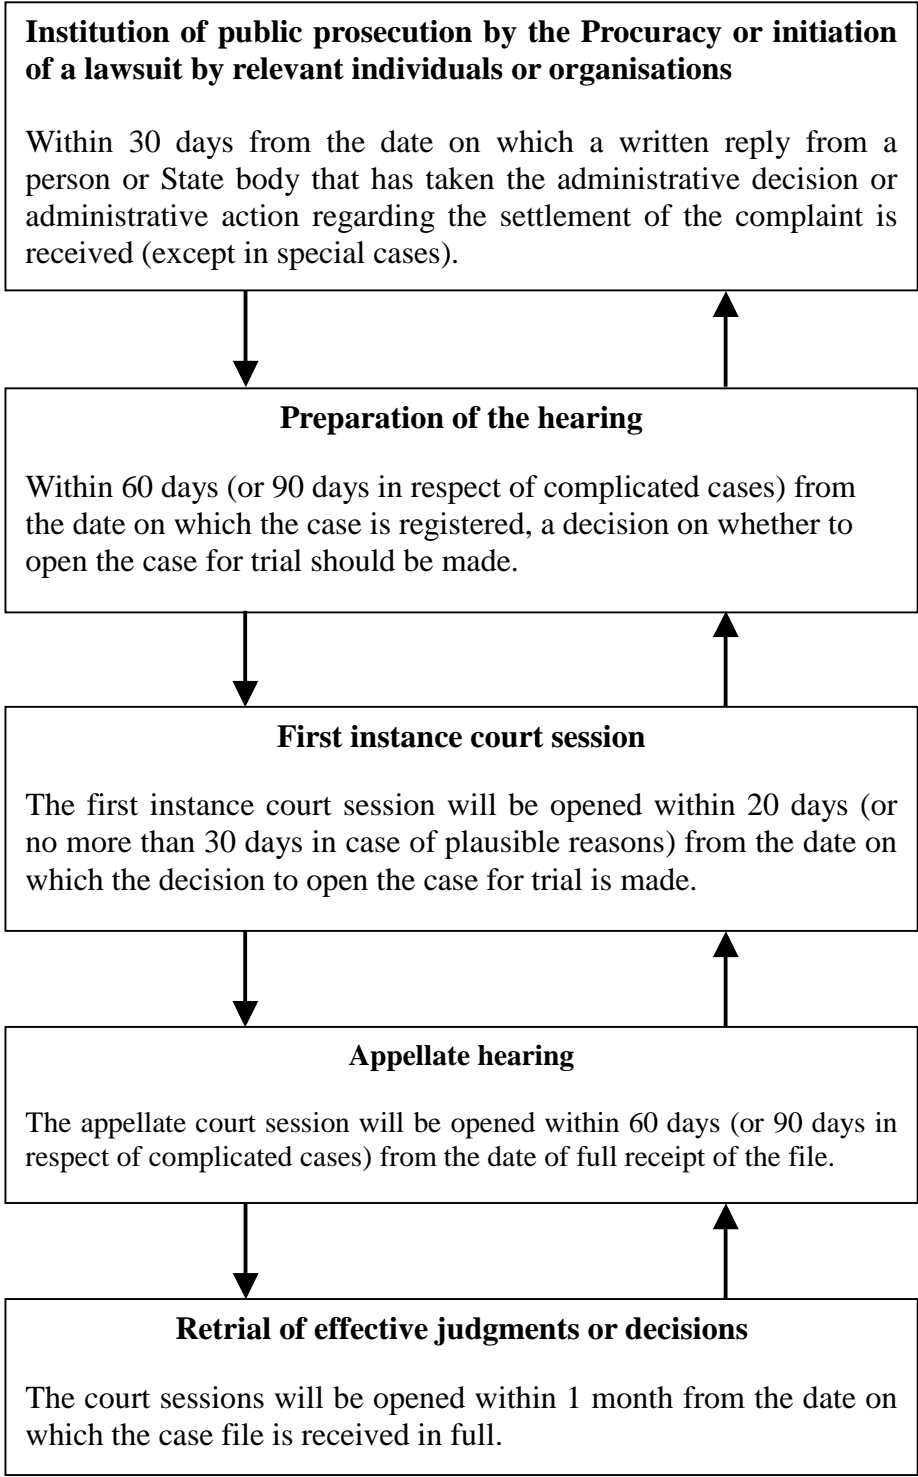 Institution of public prosecution by the Procuracy or initiation
of a lawsuit by relevant individuals or organisations
Within 30 days from the date on which a written reply from a
person or State body that has taken the administrative decision or
administrative action regarding the settlement of the complaint is
received (except in special cases).
Preparation of the hearing
Within 60 days (or 90 days in respect of complicated cases) from
the date on which the case is registered, a decision on whether to
open the case for trial should be made.
First instance court session
The first instance court session will be opened within 20 days (or
no more than 30 days in case of plausible reasons) from the date on
which the decision to open the case for trial is made.
Appellate hearing
The appellate court session will be opened within 60 days (or 90 days in
respect of complicated cases) from the date of full receipt of the file.
Retrial of effective judgments or decisions
The court sessions will be opened within 1 month from the date on
which the case file is received in full.